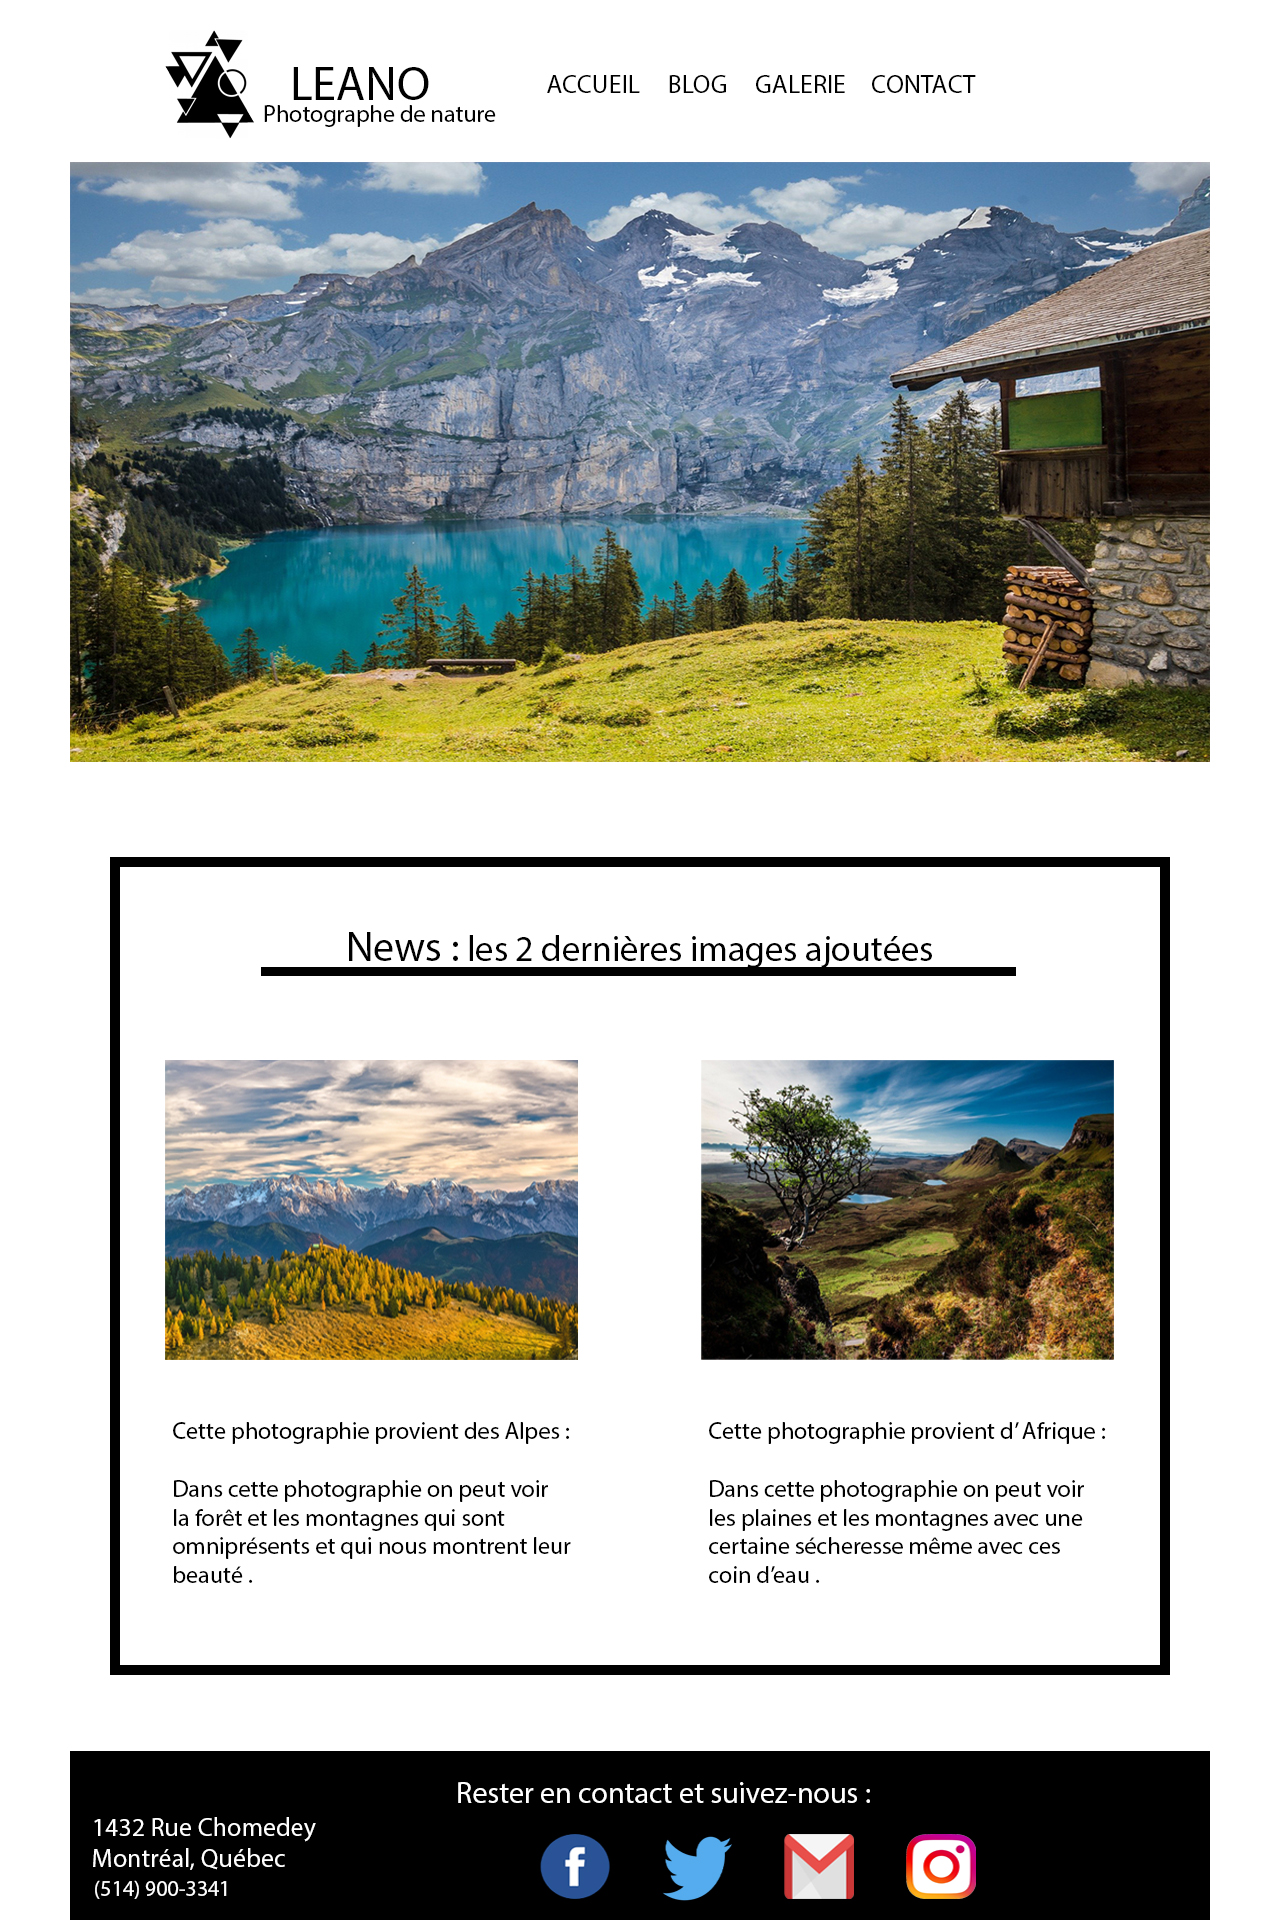 LEANO
Photographe de nature
ACCUEIL BLOG GALERIE CONTACT
News : les 2 dernières images ajoutées
Cette photographie provient des Alpes :
Dans cette photographie on peut voir
la forêt et les montagnes qui sont
omniprésents et qui nous montrent leur
beauté .
Cette photographie provient d’ Afrique :
Dans cette photographie on peut voir
les plaines et les montagnes avec une
certaine sécheresse même avec ces
coin d’eau .
Rester en contact et suivez-nous :
1432 Rue Chomedey
Montréal, Québec
(514) 900-3341